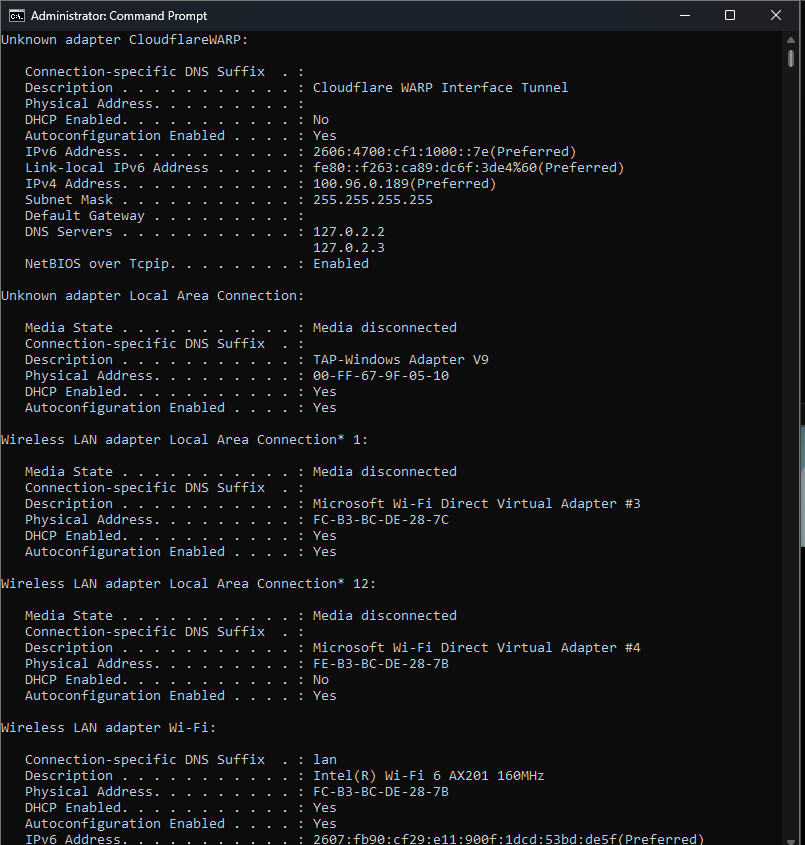 Administrator: Command Prompt
Unknown adapter CloudflareWARP:
Connection-specific DNS Suffix . :
Description . . . . . . . . . . . : Cloudflare WARP Interface Tunnel
Physical Address. . . . . . . . . :
DHCP Enabled. . . . . . . . . . . : No
Autoconfiguration Enabled . . . . : Yes
IPv6 Address. . . . . . . . . . . : 2606:4700:cf1:1000::7e(Preferred)
Link-local IPv6 Address . . . . . : fe80::f263:ca89:dc6f:3de4%60(Preferred)
IPv4 Address. . . . . . . . . . . : 100.96.0.189(Preferred)
Subnet Mask . . . . . . . . . . . : 255.255.255.255
Default Gateway . . . . . . . . . :
DNS Servers . . . . . . . . . . . : 127.0.2.2
127.0.2.3
NetBIOS over Tcpip. . . . . . . . : Enabled
Unknown adapter Local Area Connection:
Media State . . . . . . . . . . . : Media disconnected
Connection-specific DNS Suffix . :
Description . . . . . . . . . . . : TAP-Windows Adapter V9
Physical Address. . . . . . . . . : 00-FF-67-9F-05-10
DHCP Enabled. . . . . . . . . . . : Yes
Autoconfiguration Enabled . . . . : Yes
Wireless LAN adapter Local Area Connection* 1:
Media State . . . . . . . . . . . : Media disconnected
Connection-specific DNS Suffix . :
Description . . . . . . . . . . . : Microsoft Wi-Fi Direct Virtual Adapter #3
Physical Address. . . . . . . . . : FC-B3-BC-DE-28-7C
DHCP Enabled. . . . . . . . . . . : Yes
Autoconfiguration Enabled . . . . : Yes
Wireless LAN adapter Local Area Connection* 12:
Media State . . . . . . . . . . . : Media disconnected
Connection-specific DNS Suffix . :
Description . . . . . . . . . . . : Microsoft Wi-Fi Direct Virtual Adapter #4
Physical Address. . . . . . . . . : FE-B3-BC-DE-28-7B
DHCP Enabled. . . . . . . . . . . : No
Autoconfiguration Enabled . . . . : Yes
Wireless LAN adapter Wi-Fi:
Connection-specific DNS Suffix . : lan
Description . . . . . . . . . . . : Intel(R) Wi-Fi 6 AX201 160MHz
Physical Address. . . . . . . . . : FC-B3-BC-DE-28-7B
DHCP Enabled. . . . . . . . . . . : Yes
Autoconfiguration Enabled . . . . : Yes
IPv6 Address. . . . . . . . . . . : 2607:fb90:cf29:e11:900f:1dcd:53bd:de5f(Preferred)